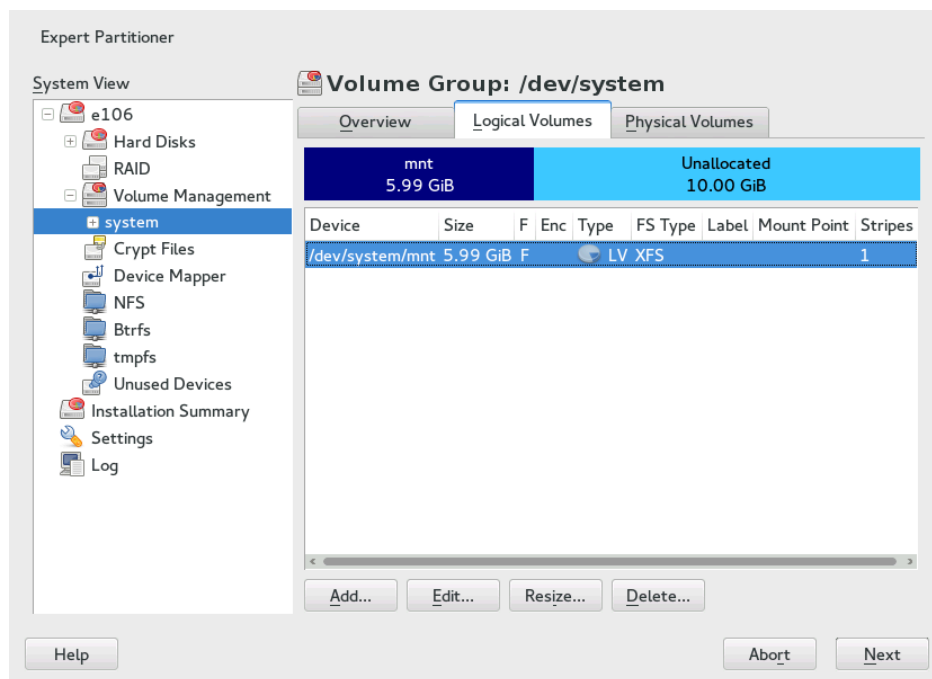 Expert Partitioner
System View
e106
Hard Disks
RAID
Volume Management
system
Crypt Files
Device Mapper
NFS
Btrfs
tmpfs
Unused Devices
Installation Summary
Settings
Log
Volume Group: /dev/system
Overview Logical Volumes Physical Volumes
mnt Unallocated
5.99 GiB 10.00 GiB
Device Size F Enc Type FS Type Label Mount Point Stripes
/dev/system/mnt 5.99 GiB F LV XFS 1
Add... Edit... Resize... Delete...
Help Abort Next